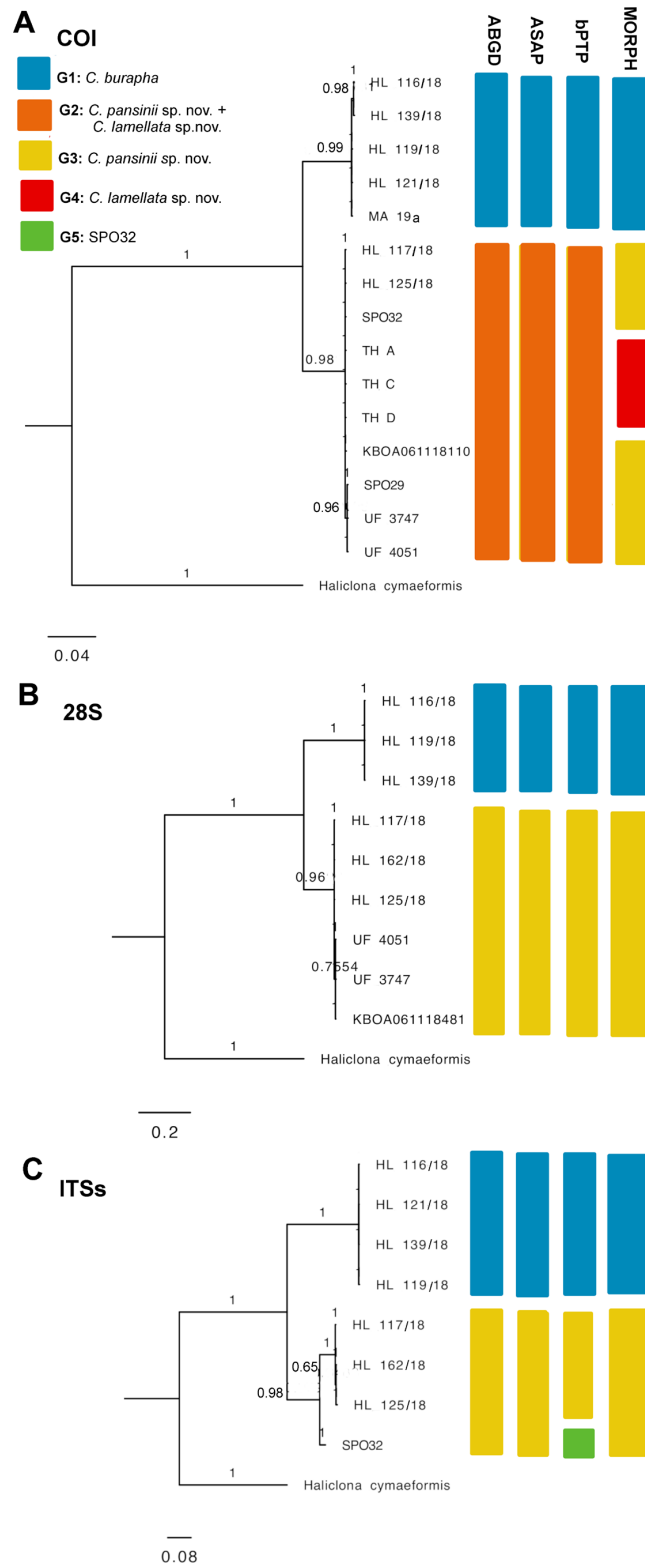 A
COI
ABGD
ASAP
bPTP
MORPH
G1: C. burapha
G2: C. pansinii sp. nov. +
C. lamellata sp.nov.
G3: C. pansinii sp. nov.
G4: C. lamellata sp. nov.
G5: SPO32
1
0.98
1
HL 116/18
HL 139/18
0.99
HL 119/18
HL 121/18
MA 19a
1
HL 117/18
1
HL 125/18
SPO32
0.98
TH A
TH C
TH D
KBOA061118110
1
SPO29
0.96
UF 3747
UF 4051
1
Haliclona cymaeformis
0.04
B
28S
1
HL 116/18
1
HL 119/18
HL 139/18
1
1
HL 117/18
HL 162/18
0.96
HL 125/18
UF 4051
0.7554
UF 3747
KBOA061118481
1
Haliclona cymaeformis
0.2
C
ITSs
HL 116/18
1
HL 121/18
HL 139/18
HL 119/18
1
1
HL 117/18
1
0.65
HL 162/18
0.98
HL 125/18
1
SPO32
1
Haliclona cymaeformis
0.08